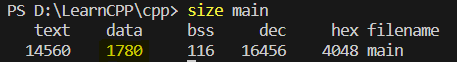 PS D:\LearnCPP\cpp> size main
text data bss dec hex filename
14560 1780 116 16456 4048 main